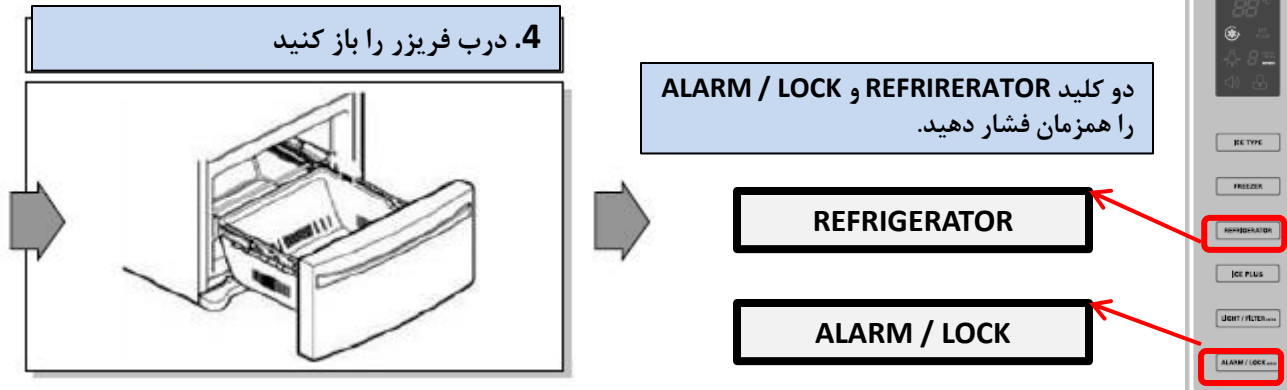 4. درب فریزر را باز کنید
دو کلید REFRIRERATOR و ALARM / LOCK
را همزمان فشار دهید.
REFRIGERATOR
ALARM / LOCK
88°
ICE TYPE
FREEZER
REFRIGERATOR
ICE PLUS
LIGHT / FILTER
ALARM / LOCK